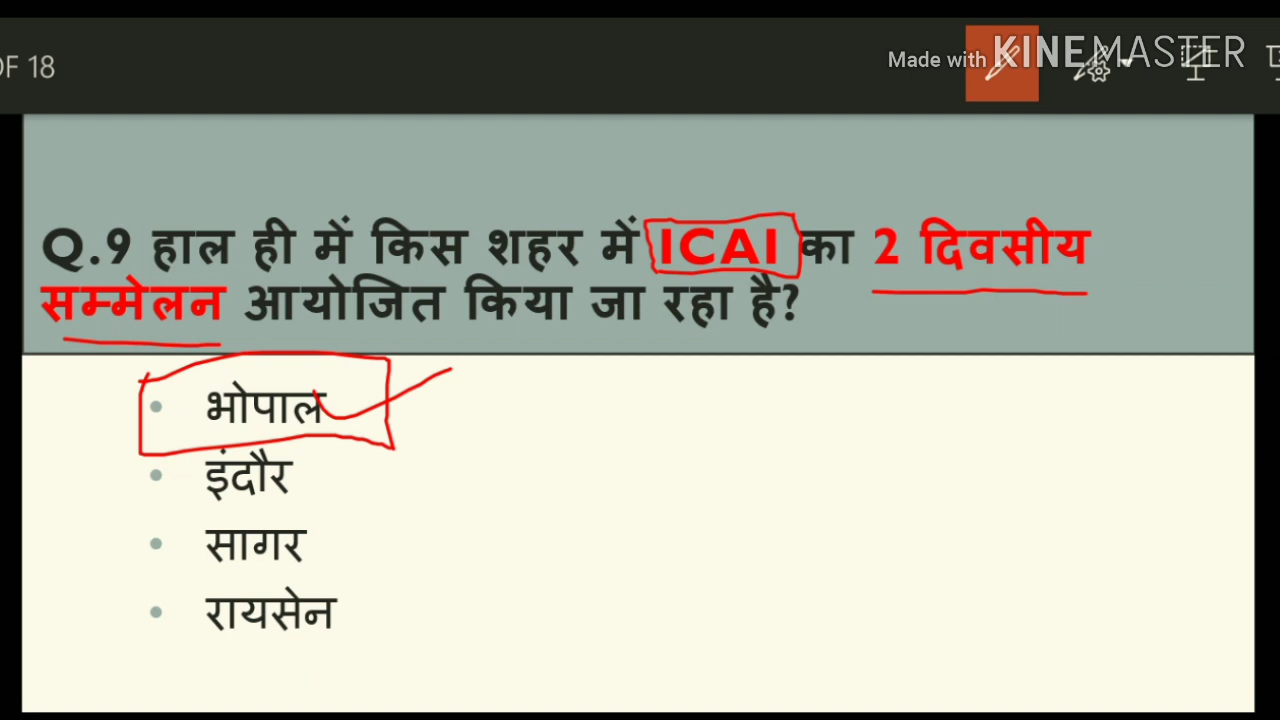 OF 18
Made with KINEMASTER
Q.9 हाल ही में किस शहर में ICAI का 2 दिवसीय
सम्मेलन आयोजित किया जा रहा है?
• भोपाल
• इंदौर
• सागर
• रायसेन